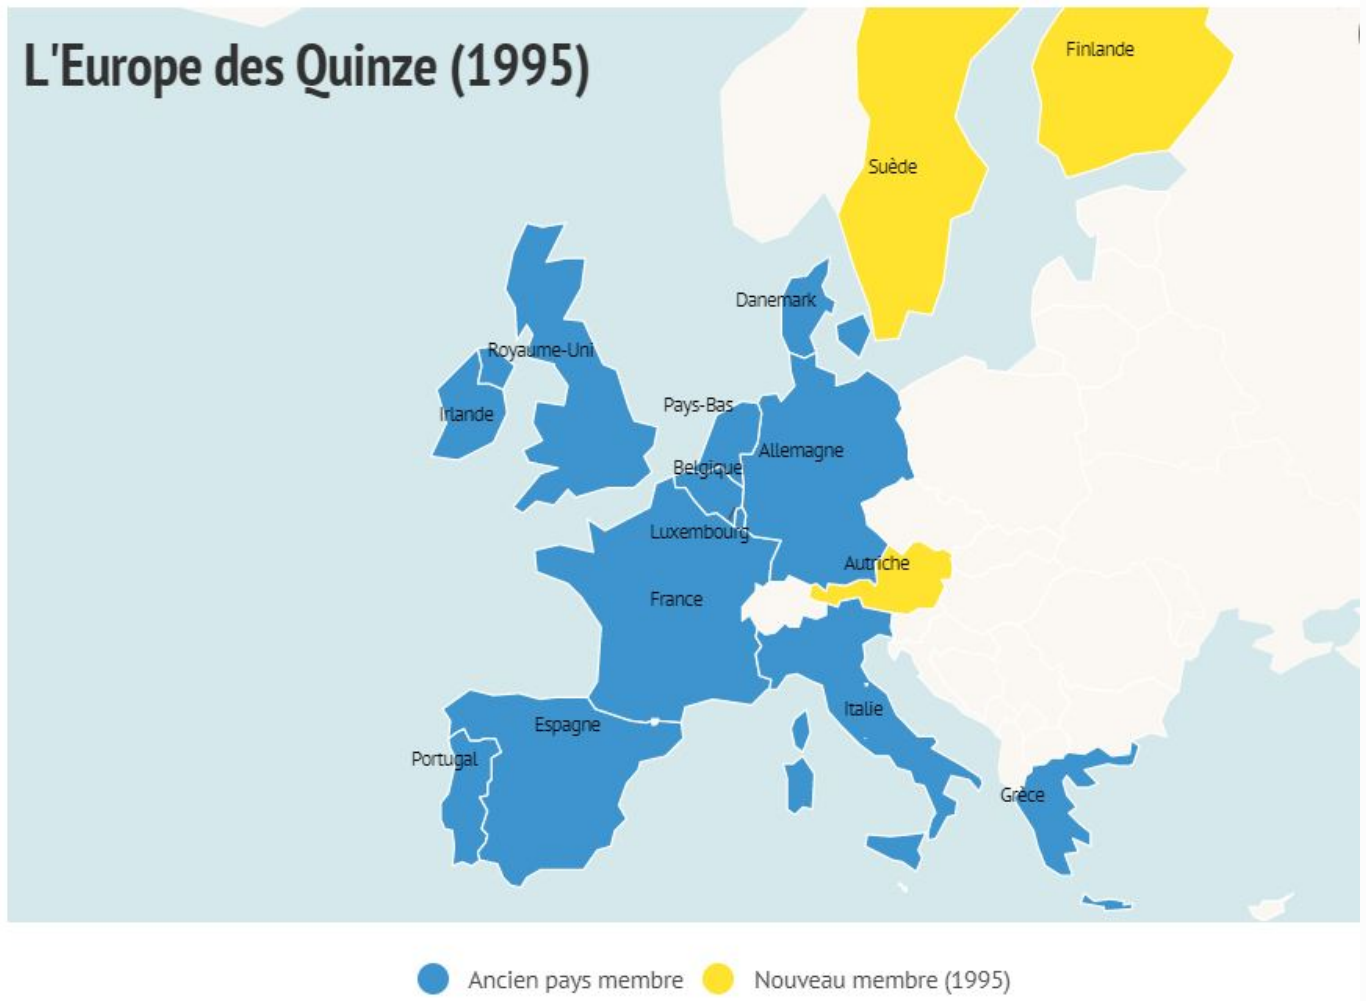 L'Europe des Quinze (1995)
Finlande
Suède
Danemark
Royaume-Uni
Pays-Bas
Irlande
Allemagne
Belgique
Luxembourg
Autriche
France
Italie
Espagne
Portugal
Grèce
Ancien pays membre
Nouveau membre (1995)